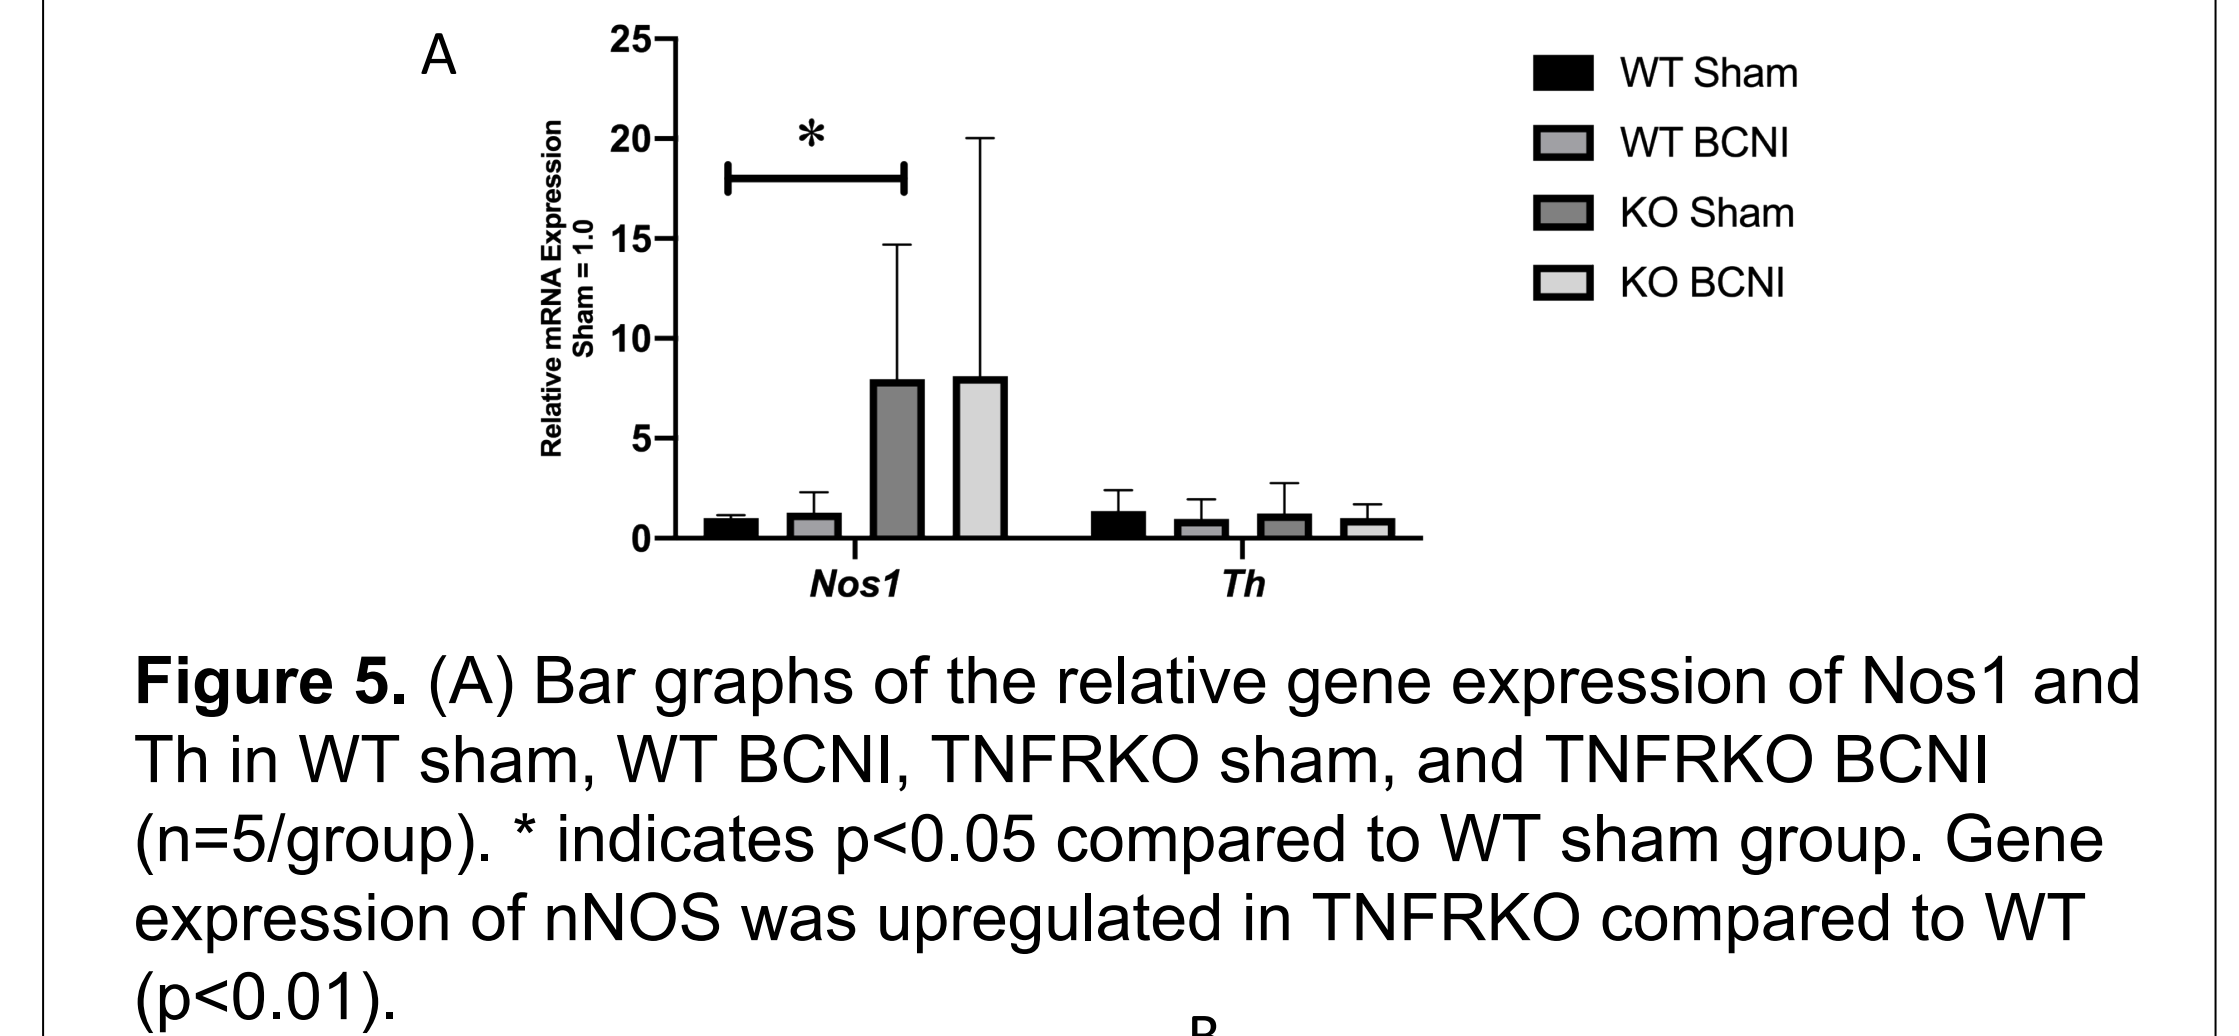 A
25
20
15
10
5
0
Relative mRNA Expression
Sham = 1.0
*
Nos1
Th
WT Sham
WT BCNI
KO Sham
KO BCNI
Figure 5. (A) Bar graphs of the relative gene expression of Nos1 and
Th in WT sham, WT BCNI, TNFRKO sham, and TNFRKO BCNI
(n=5/group). * indicates p<0.05 compared to WT sham group. Gene
expression of nNOS was upregulated in TNFRKO compared to WT
(p<0.01).